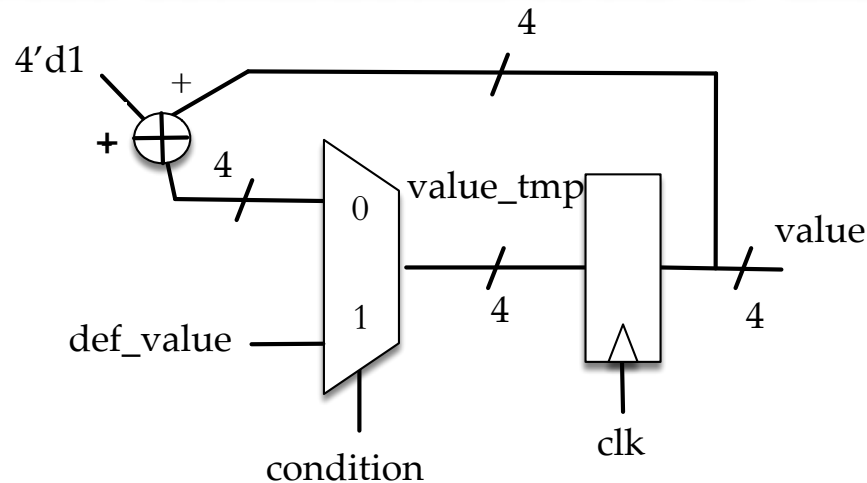 4
4’d1
+
+
4
0
value_tmp
value
4
4
1
def_value
condition
clk